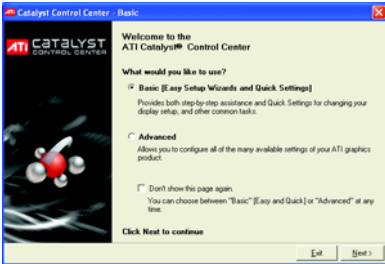 ATI Catalyst Control Center - Basic
ATI CATALYST
CONTROL CENTER
Welcome to the
ATI Catalyst® Control Center
What would you like to use?
Basic [Easy Setup Wizards and Quick Settings]
Provides both step-by-step assistance and Quick Settings for changing your
display setup, and other common tasks.
Advanced
Allows you to configure all of the many available settings of your ATI graphics
product.
Don't show this page again.
You can choose between "Basic" [Easy and Quick] or "Advanced" at any
time.
Click Next to continue
Exit
Next >